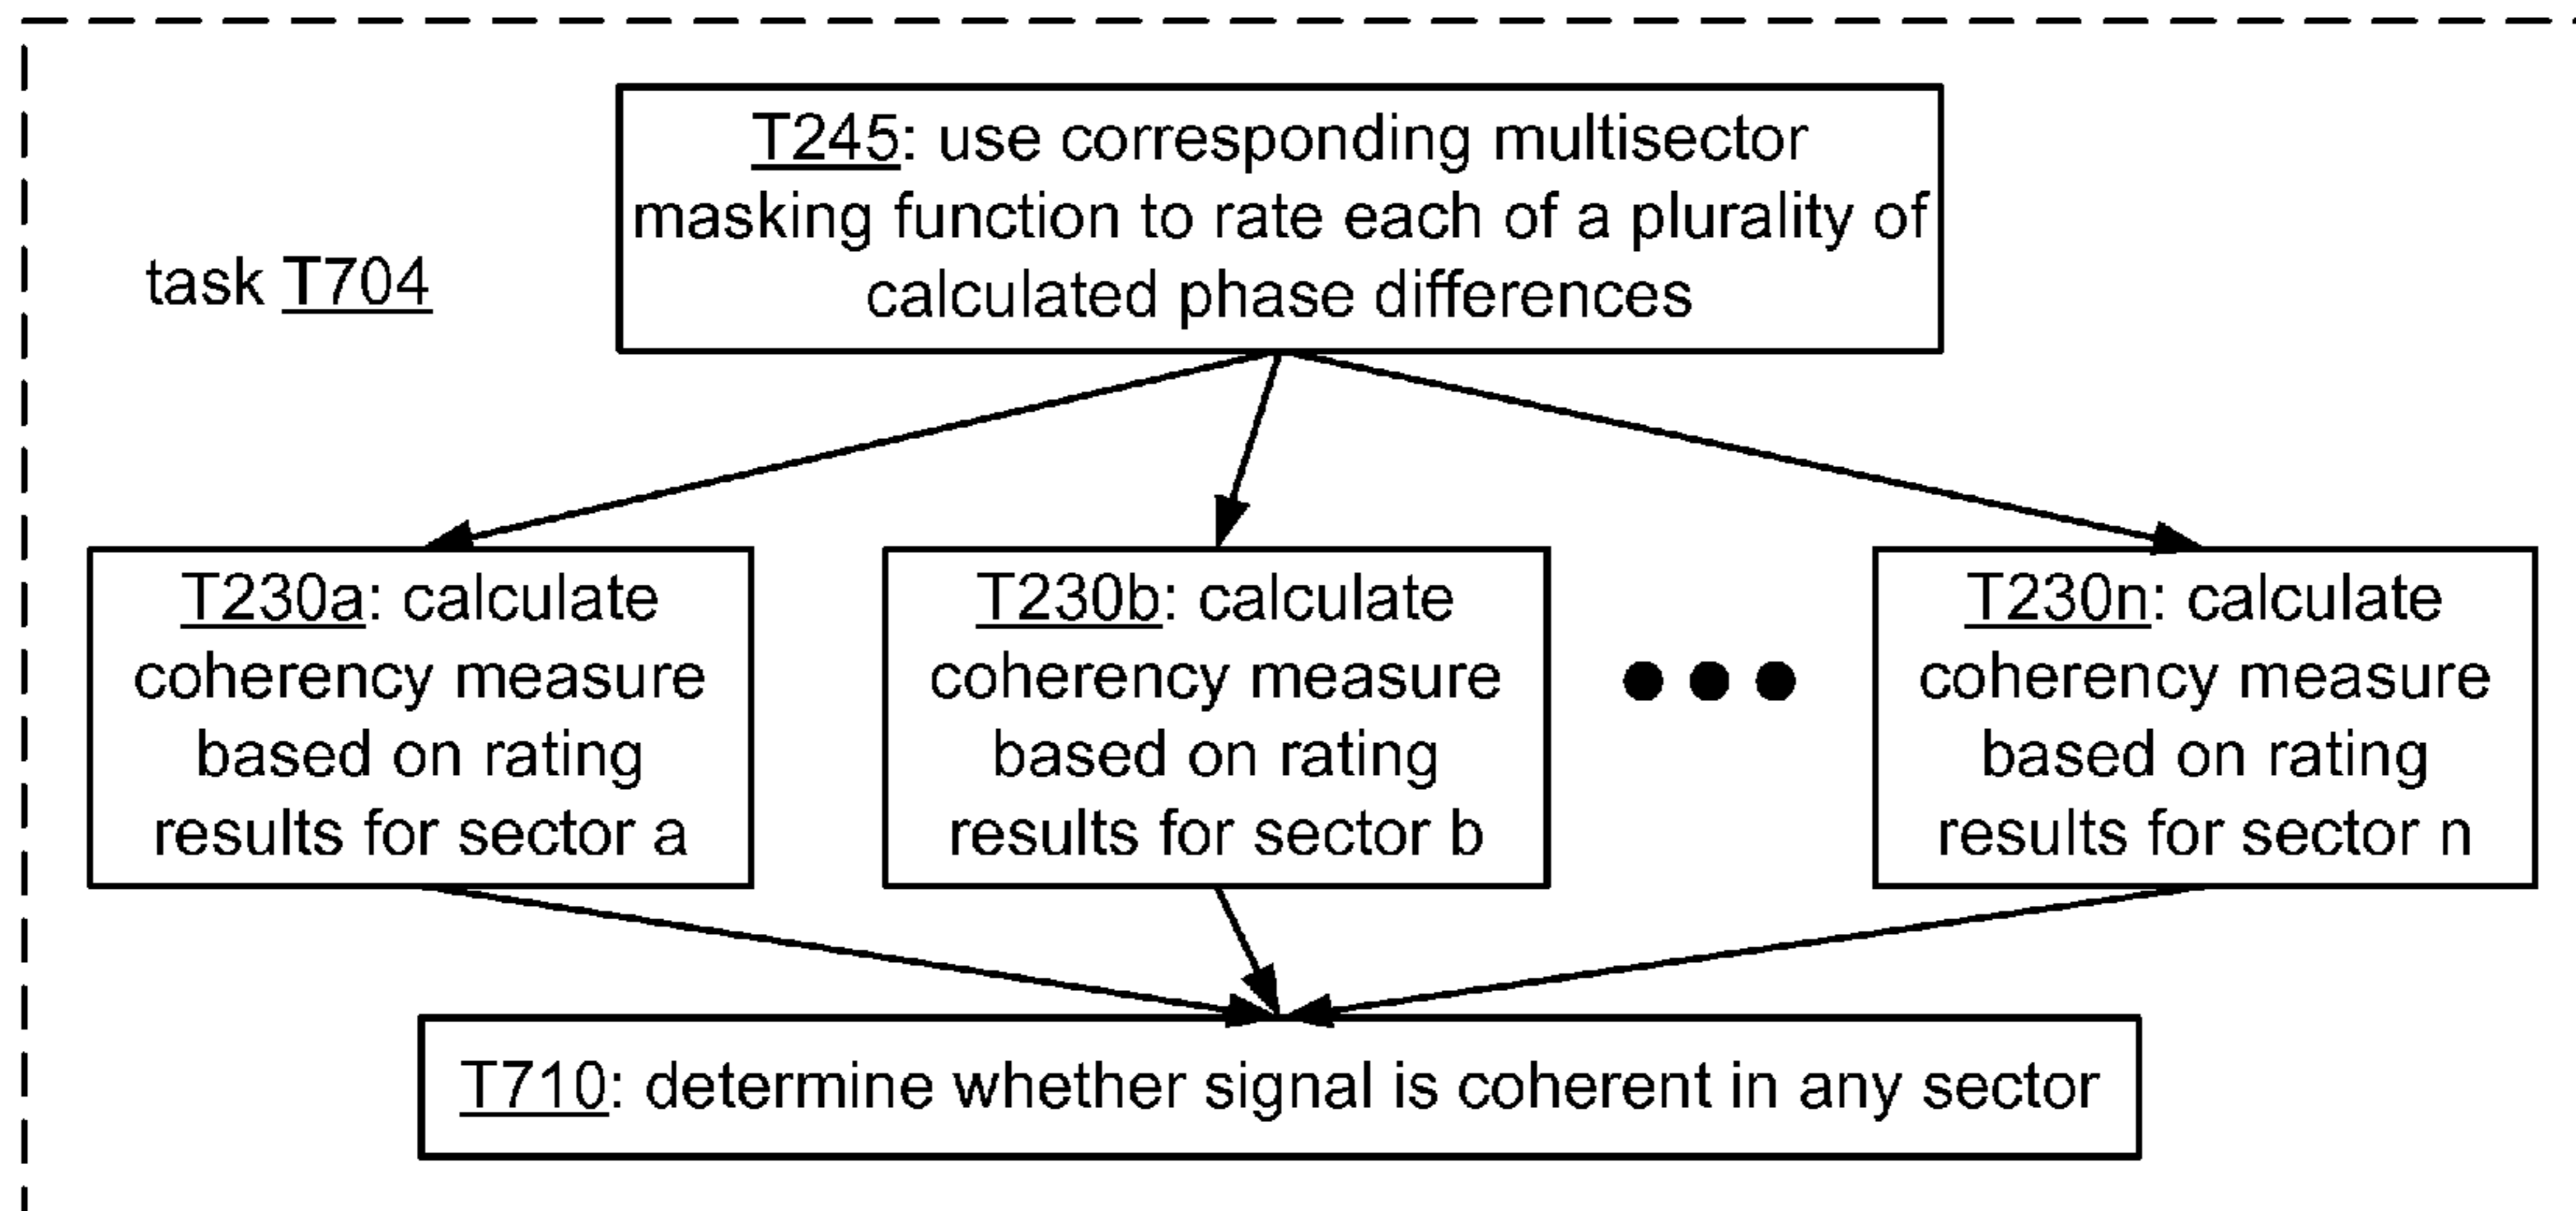 T245: use corresponding multisector
masking function to rate each of a plurality of
calculated phase differences
task T704
T230a: calculate
coherency measure
based on rating
results for sector a
T230b: calculate
coherency measure
based on rating
results for sector b
T230n: calculate
coherency measure
based on rating
results for sector n
T710: determine whether signal is coherent in any sector